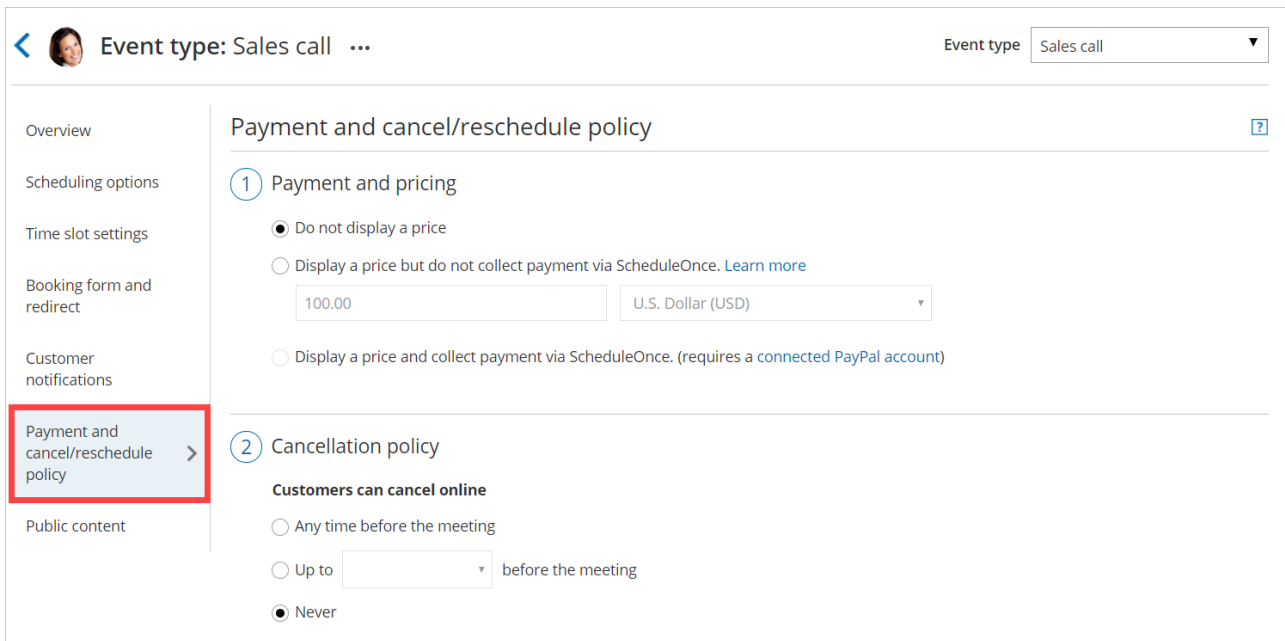 Event type: Sales call ...
Event type Sales call
Overview
Scheduling options
Time slot settings
Booking form and
redirect
Customer
notifications
Payment and
cancel/reschedule
policy
Public content
Payment and cancel/reschedule policy
?
1 Payment and pricing
Do not display a price
Display a price but do not collect payment via ScheduleOnce. Learn more
100.00 U.S. Dollar (USD)
Display a price and collect payment via ScheduleOnce. (requires a connected PayPal account)
2 Cancellation policy
Customers can cancel online
Any time before the meeting
Up to before the meeting
Never